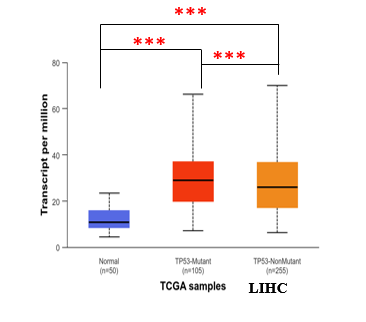 ***
***
***
Transcript per million
80
60
40
20
0
Normal
(n=50)
TP53-Mutant
(n=105)
TP53-NonMutant
(n=255)
TCGA samples LIHC